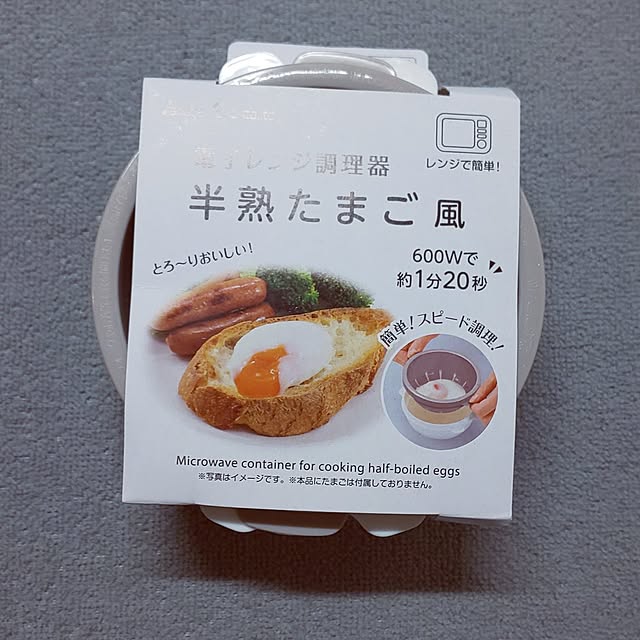 レンジで簡単!
電子レンジ調理器
半熟たまご風
とろ～りおいしい!
600Wで
約1分20秒
簡単!スピード調理!
Microwave container for cooking half-boiled eggs
※写真はイメージです。※本品にたまごは付属しておりません。